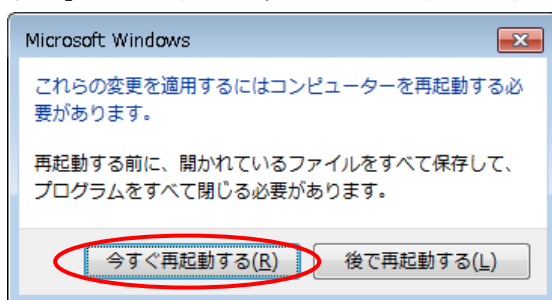 Microsoft Windows
これらの変更を適用するにはコンピューターを再起動する必
要があります。
再起動する前に、開かれているファイルをすべて保存して、
プログラムをすべて閉じる必要があります。
今すぐ再起動する(R)
後で再起動する(L)